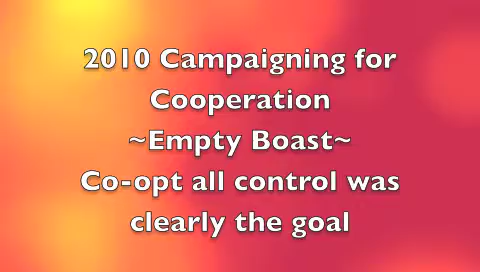 2010 Campaigning for
Cooperation
~Empty Boast~
Co-opt all control was
clearly the goal